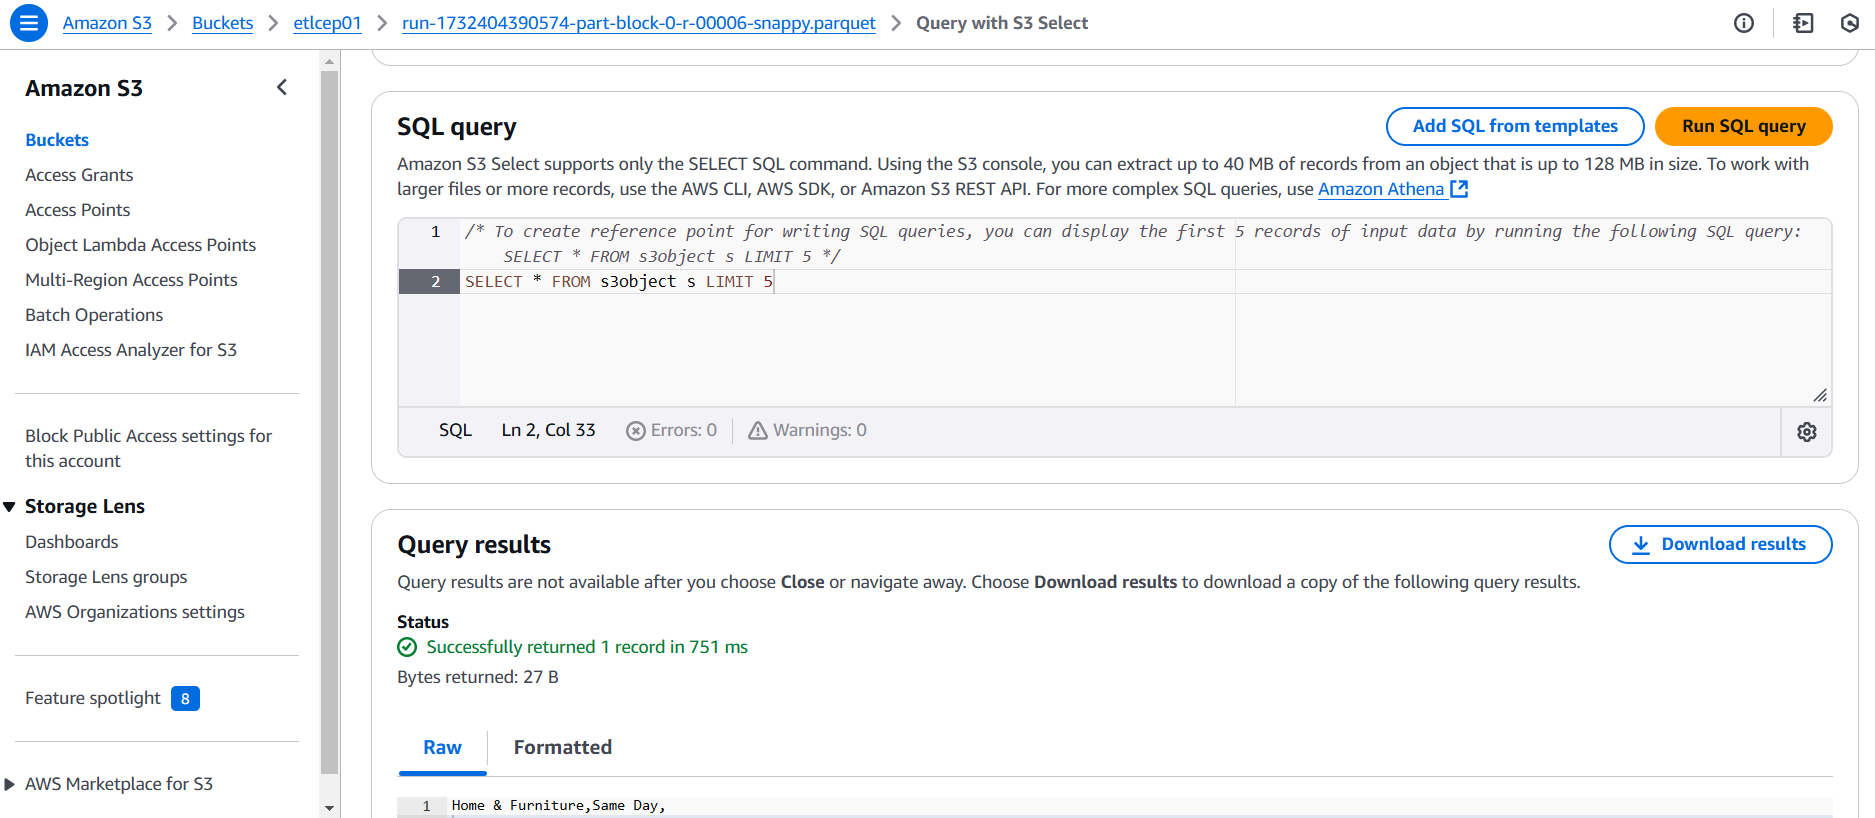 Amazon S3 > Buckets > etlcep01 > run-1732404390574-part-block-0-r-00006-snappy.parquet > Query with S3 Select
Amazon S3
Buckets
Access Grants
Access Points
Object Lambda Access Points
Multi-Region Access Points
Batch Operations
IAM Access Analyzer for S3
Block Public Access settings for
this account
Storage Lens
Dashboards
Storage Lens groups
AWS Organizations settings
Feature spotlight 8
AWS Marketplace for S3
SQL query
Add SQL from templates
Run SQL query
Amazon S3 Select supports only the SELECT SQL command. Using the S3 console, you can extract up to 40 MB of records from an object that is up to 128 MB in size. To work with
larger files or more records, use the AWS CLI, AWS SDK, or Amazon S3 REST API. For more complex SQL queries, use Amazon Athena
1 /* To create reference point for writing SQL queries, you can display the first 5 records of input data by running the following SQL query:
SELECT * FROM s3object s LIMIT 5 */
2 SELECT * FROM s3object s LIMIT 5
SQL Ln 2, Col 33 Errors: 0 Warnings: 0
Query results
Download results
Query results are not available after you choose Close or navigate away. Choose Download results to download a copy of the following query results.
Status
Successfully returned 1 record in 751 ms
Bytes returned: 27 B
Raw Formatted
1 Home & Furniture,Same Day,